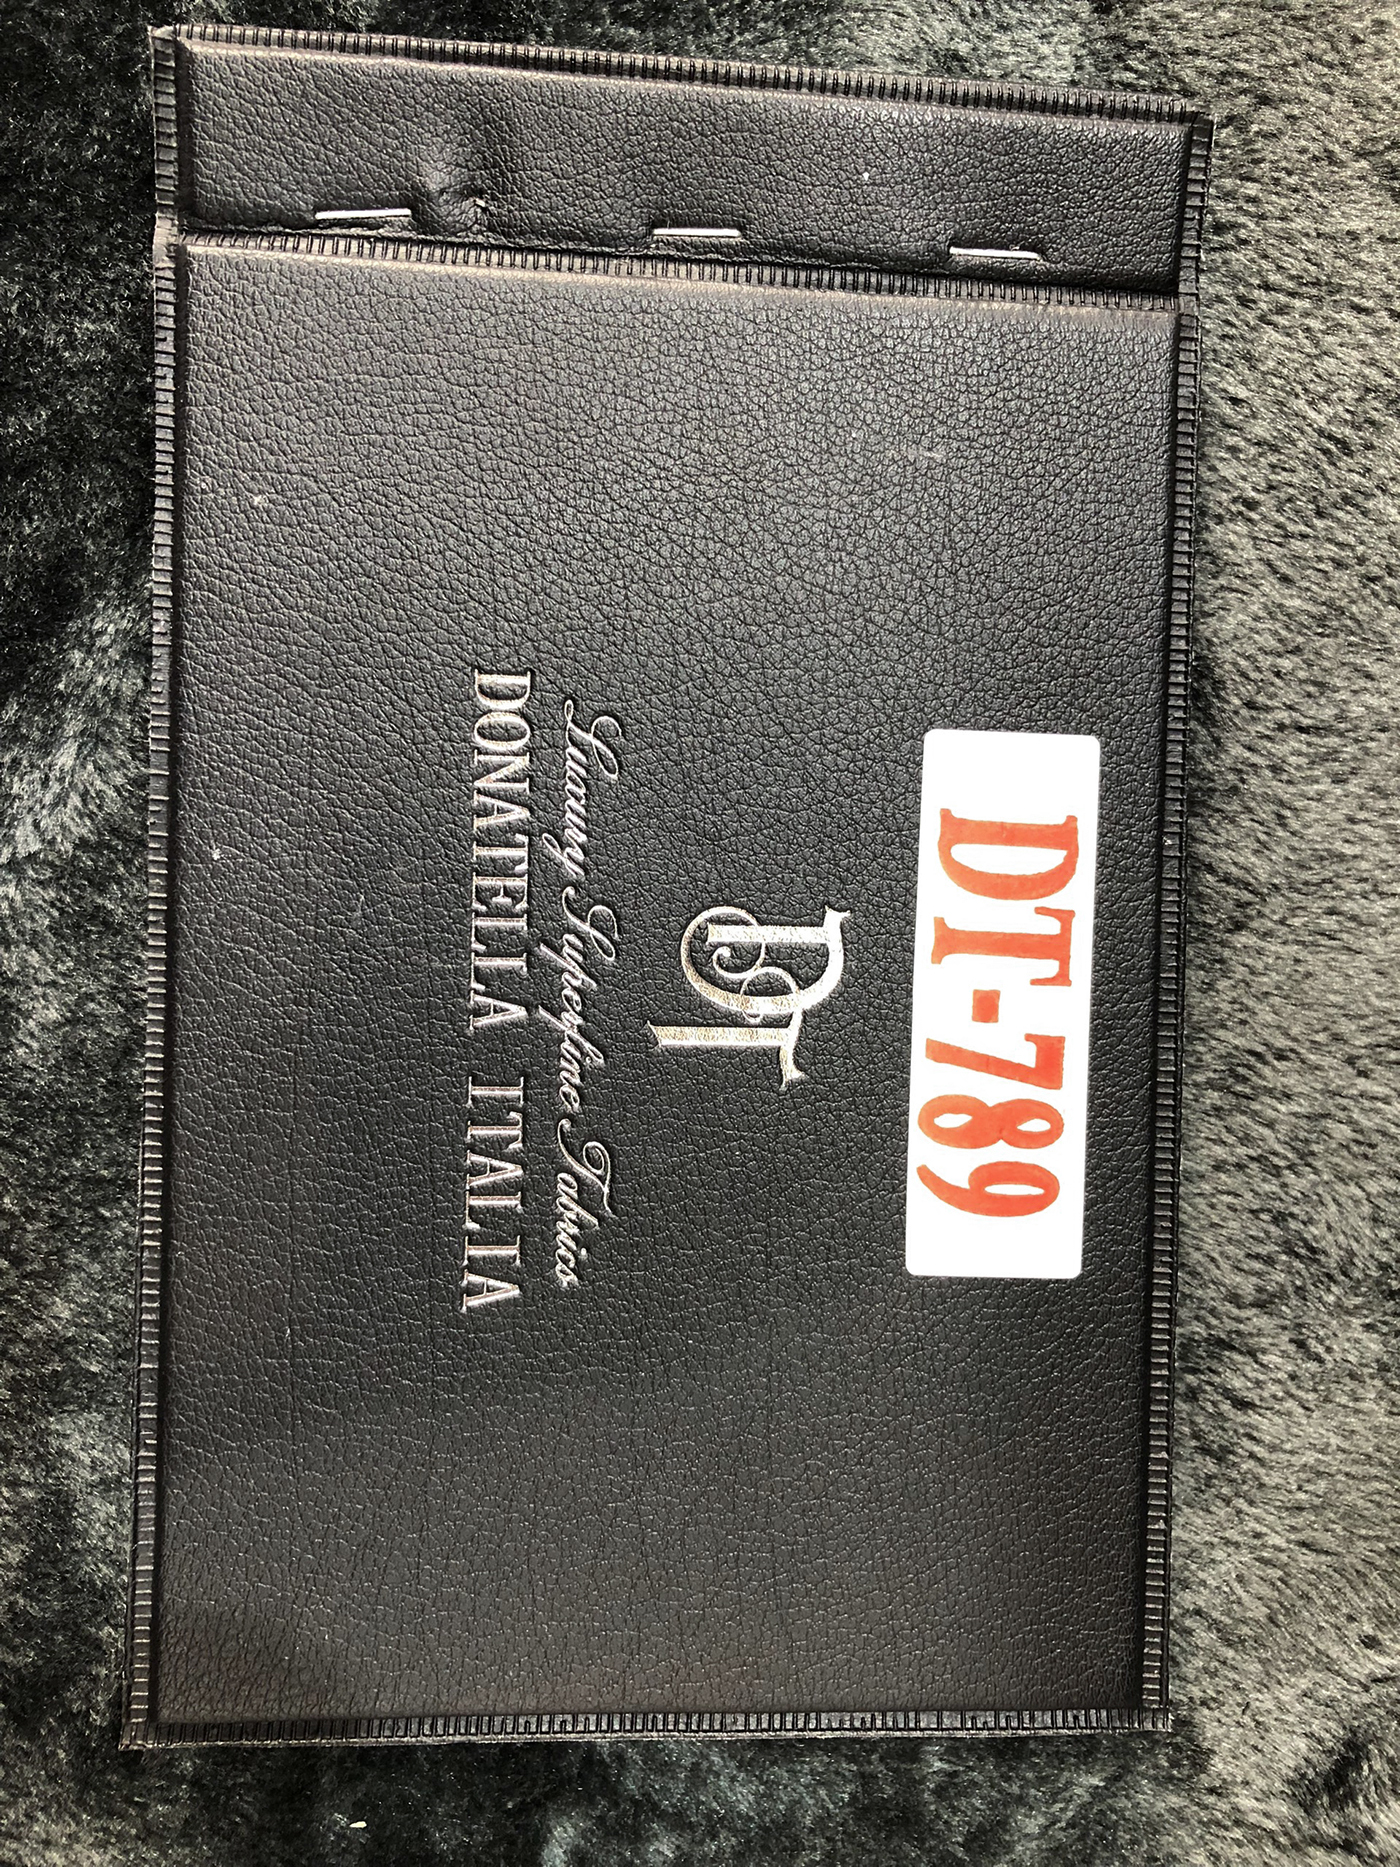 DT-789
DT
Luxury Superfine Fabrics
DONATELLA ITALIA